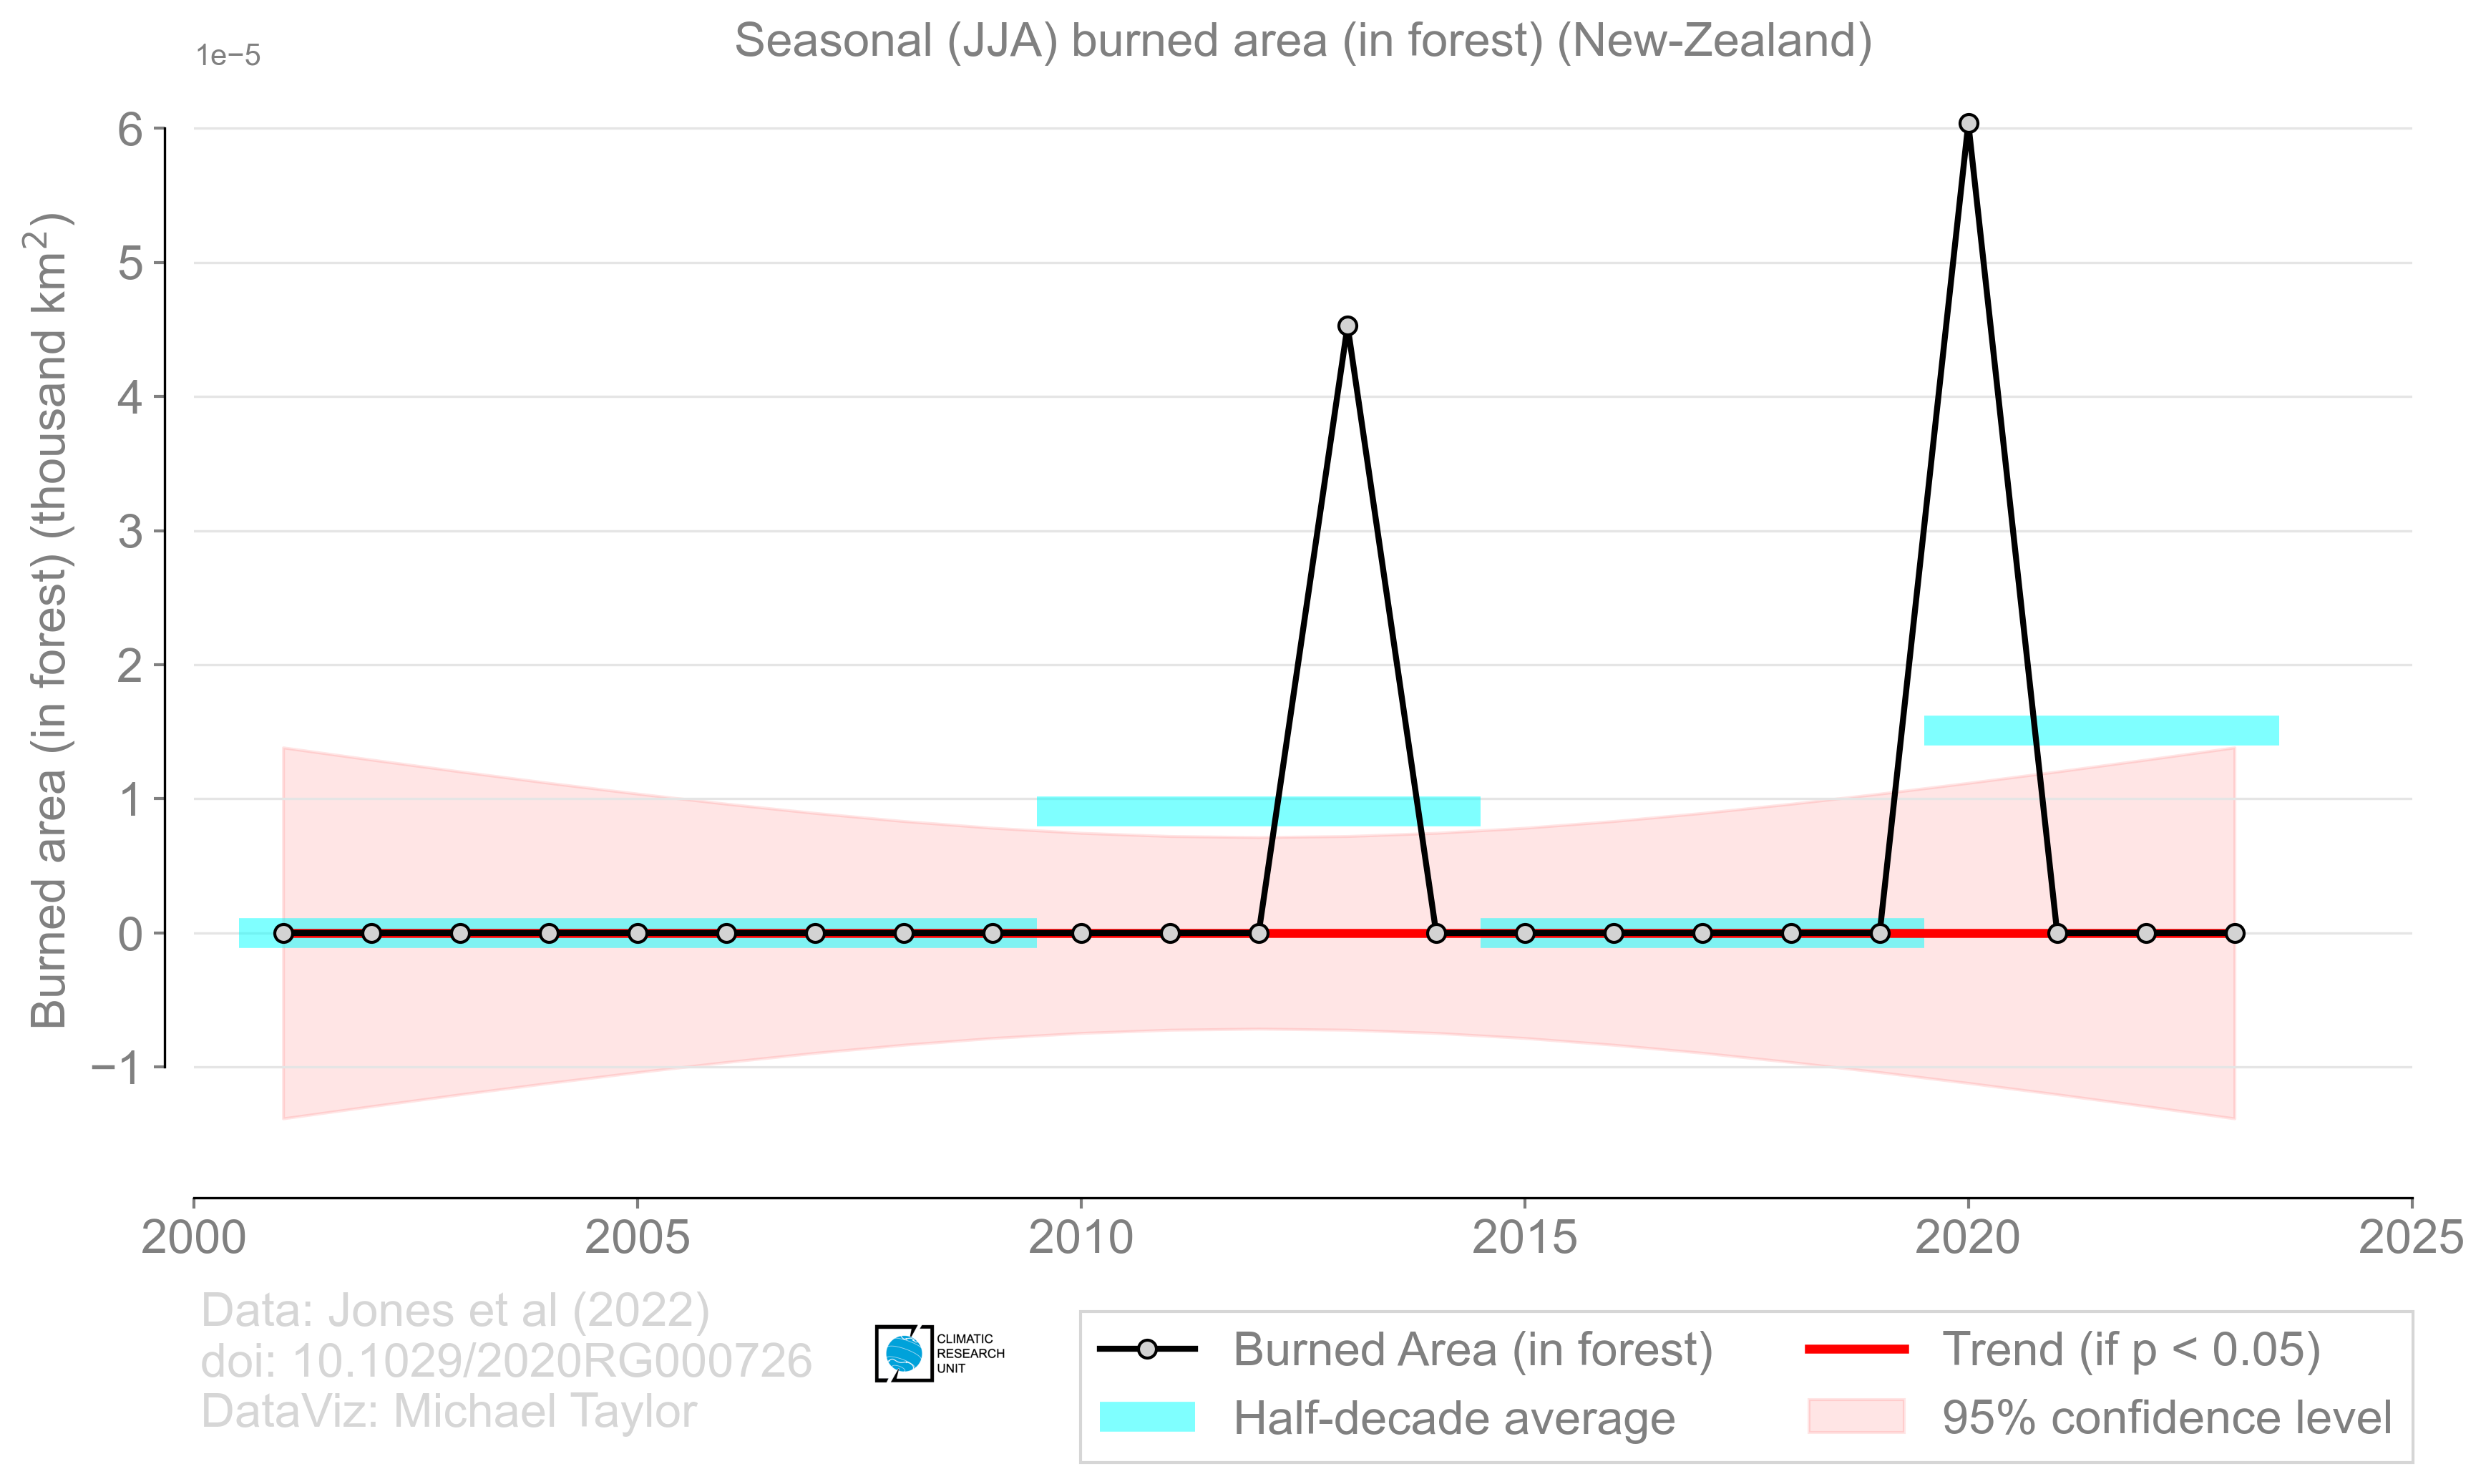 Seasonal (JJA) burned area (in forest) (New-Zealand)
1e−5
Burned area (in forest) (thousand km²)
6
5
4
3
2
1
0
−1
2000 2005 2010 2015 2020 2025
Data: Jones et al (2022)
doi: 10.1029/2020RG000726
DataViz: Michael Taylor
CLIMATIC
RESEARCH
UNIT
Burned Area (in forest)
Half-decade average
Trend (if p < 0.05)
95% confidence level